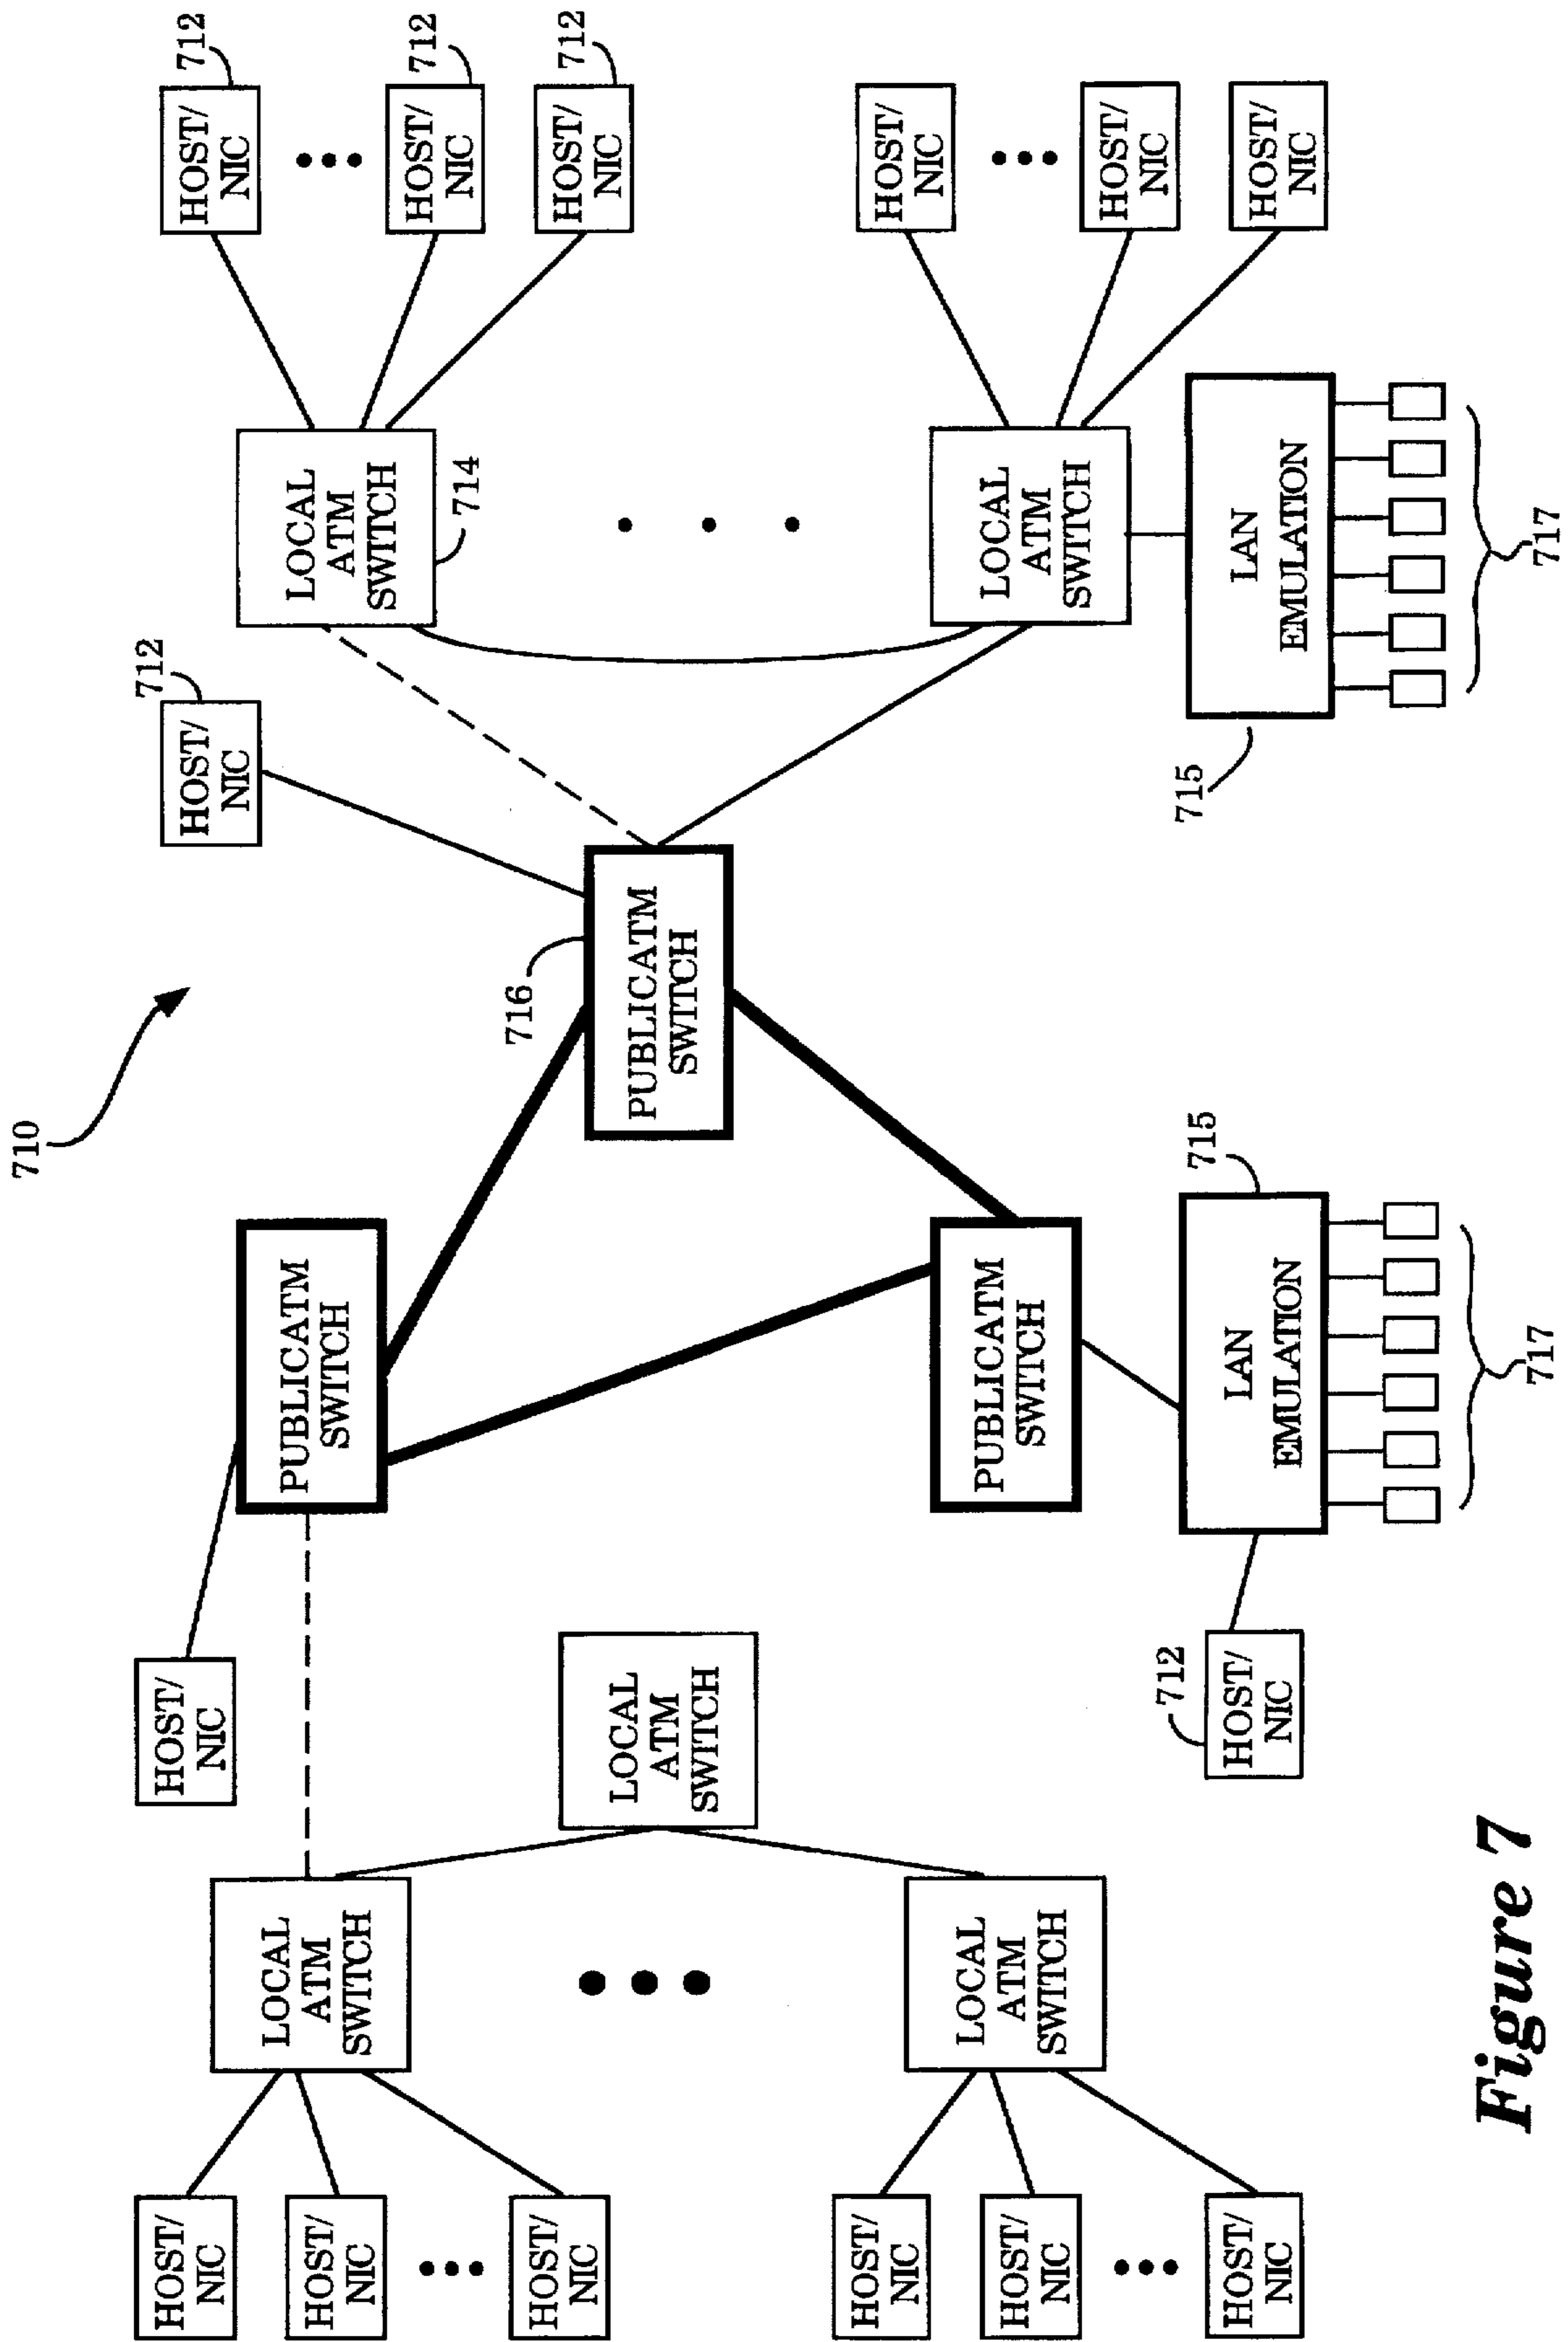 710
712
712
712
712
HOST/
NIC
HOST/
NIC
HOST/
NIC
HOST/
NIC
HOST/
NIC
HOST/
NIC
HOST/
NIC
HOST/
NIC
LOCAL
ATM
SWITCH
PUBLICATM
SWITCH
LOCAL
ATM
SWITCH
714
716
PUBLICATM
SWITCH
LOCAL
ATM
SWITCH
HOST/
NIC
HOST/
NIC
HOST/
NIC
HOST/
NIC
HOST/
NIC
HOST/
NIC
LOCAL
ATM
SWITCH
PUBLICATM
SWITCH
LOCAL
ATM
SWITCH
712
HOST/
NIC
715
LAN
EMULATION
715
LAN
EMULATION
717
717
Figure 7